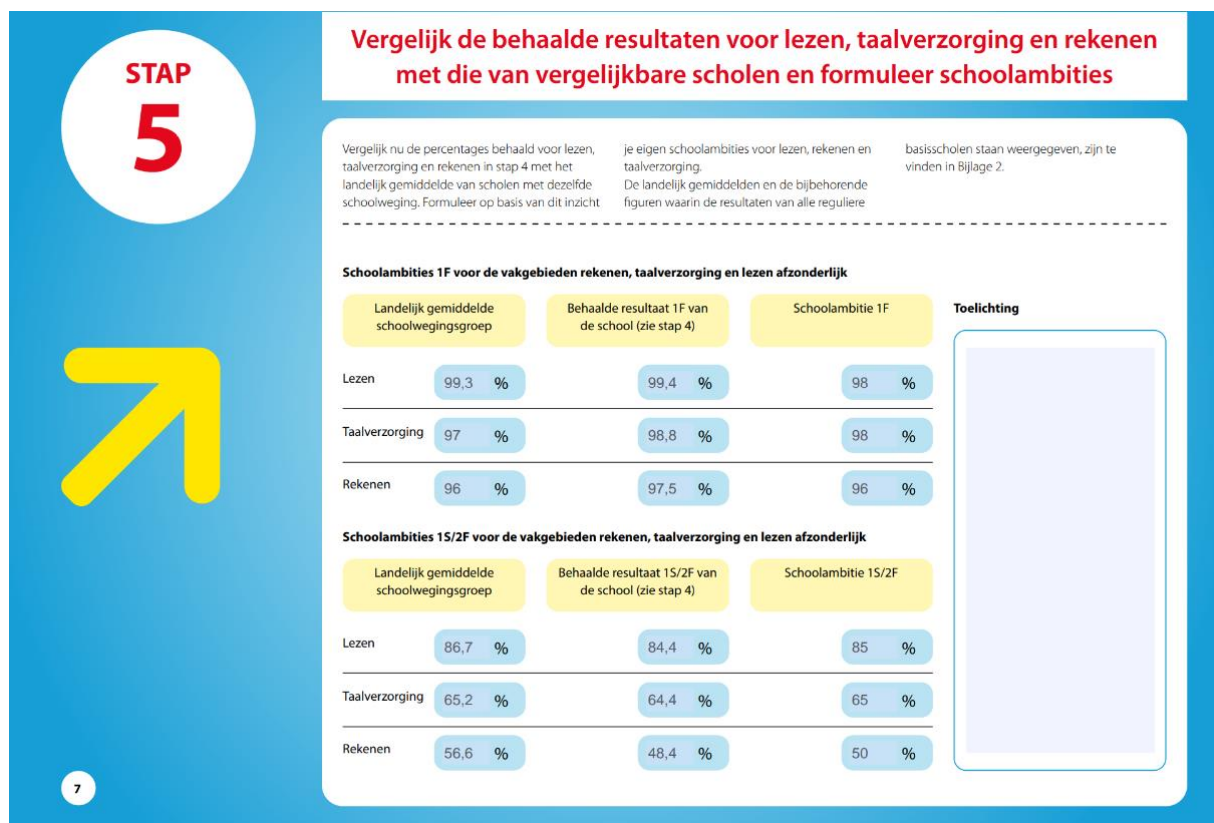 STAP
5
Vergelijk de behaalde resultaten voor lezen, taalverzorging en rekenen
met die van vergelijkbare scholen en formuleer schoolambities
Vergelijk nu de percentages behaald voor lezen,
taalverzorging en rekenen in stap 4 met het
landelijk gemiddelde van scholen met dezelfde
schoolweging. Formuleer op basis van dit inzicht
je eigen schoolambities voor lezen, rekenen en
taalverzorging.
De landelijk gemiddelden en de bijbehorende
figuren waarin de resultaten van alle reguliere
basisscholen staan weergegeven, zijn te
vinden in Bijlage 2.
Schoolambities 1F voor de vakgebieden rekenen, taalverzorging en lezen afzonderlijk
Landelijk gemiddelde
schoolwegingsgroep
Behaalde resultaat 1F van
de school (zie stap 4)
Schoolambitie 1F
Toelichting
Lezen 99,3 % 99,4 % 98 %
Taalverzorging 97 % 98,8 % 98 %
Rekenen 96 % 97,5 % 96 %
Schoolambities 1S/2F voor de vakgebieden rekenen, taalverzorging en lezen afzonderlijk
Landelijk gemiddelde
schoolwegingsgroep
Behaalde resultaat 1S/2F van
de school (zie stap 4)
Schoolambitie 1S/2F
Lezen 86,7 % 84,4 % 85 %
Taalverzorging 65,2 % 64,4 % 65 %
Rekenen 56,6 % 48,4 % 50 %
7